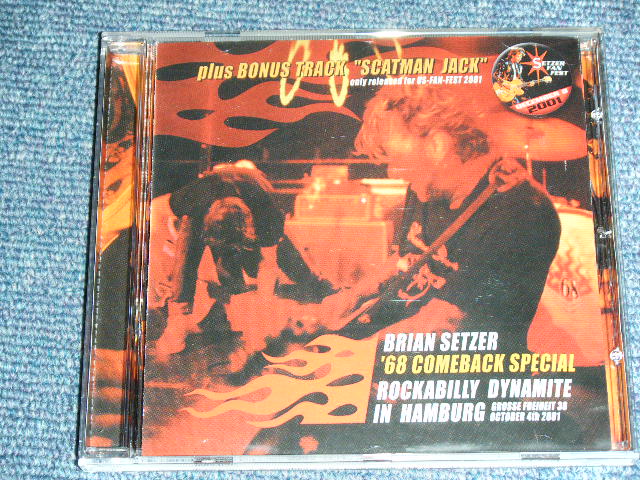 plus BONUS TRACK "SCATMAN JACK"
only released for US-FAN-FEST 2001
SETZER
FAN
FEST
2001
BRIAN SETZER
'68 COMEBACK SPECIAL
ROCKABILLY DYNAMITE
IN HAMBURG GROSSE FREIHEIT 36
OCTOBER 4th 2001
68